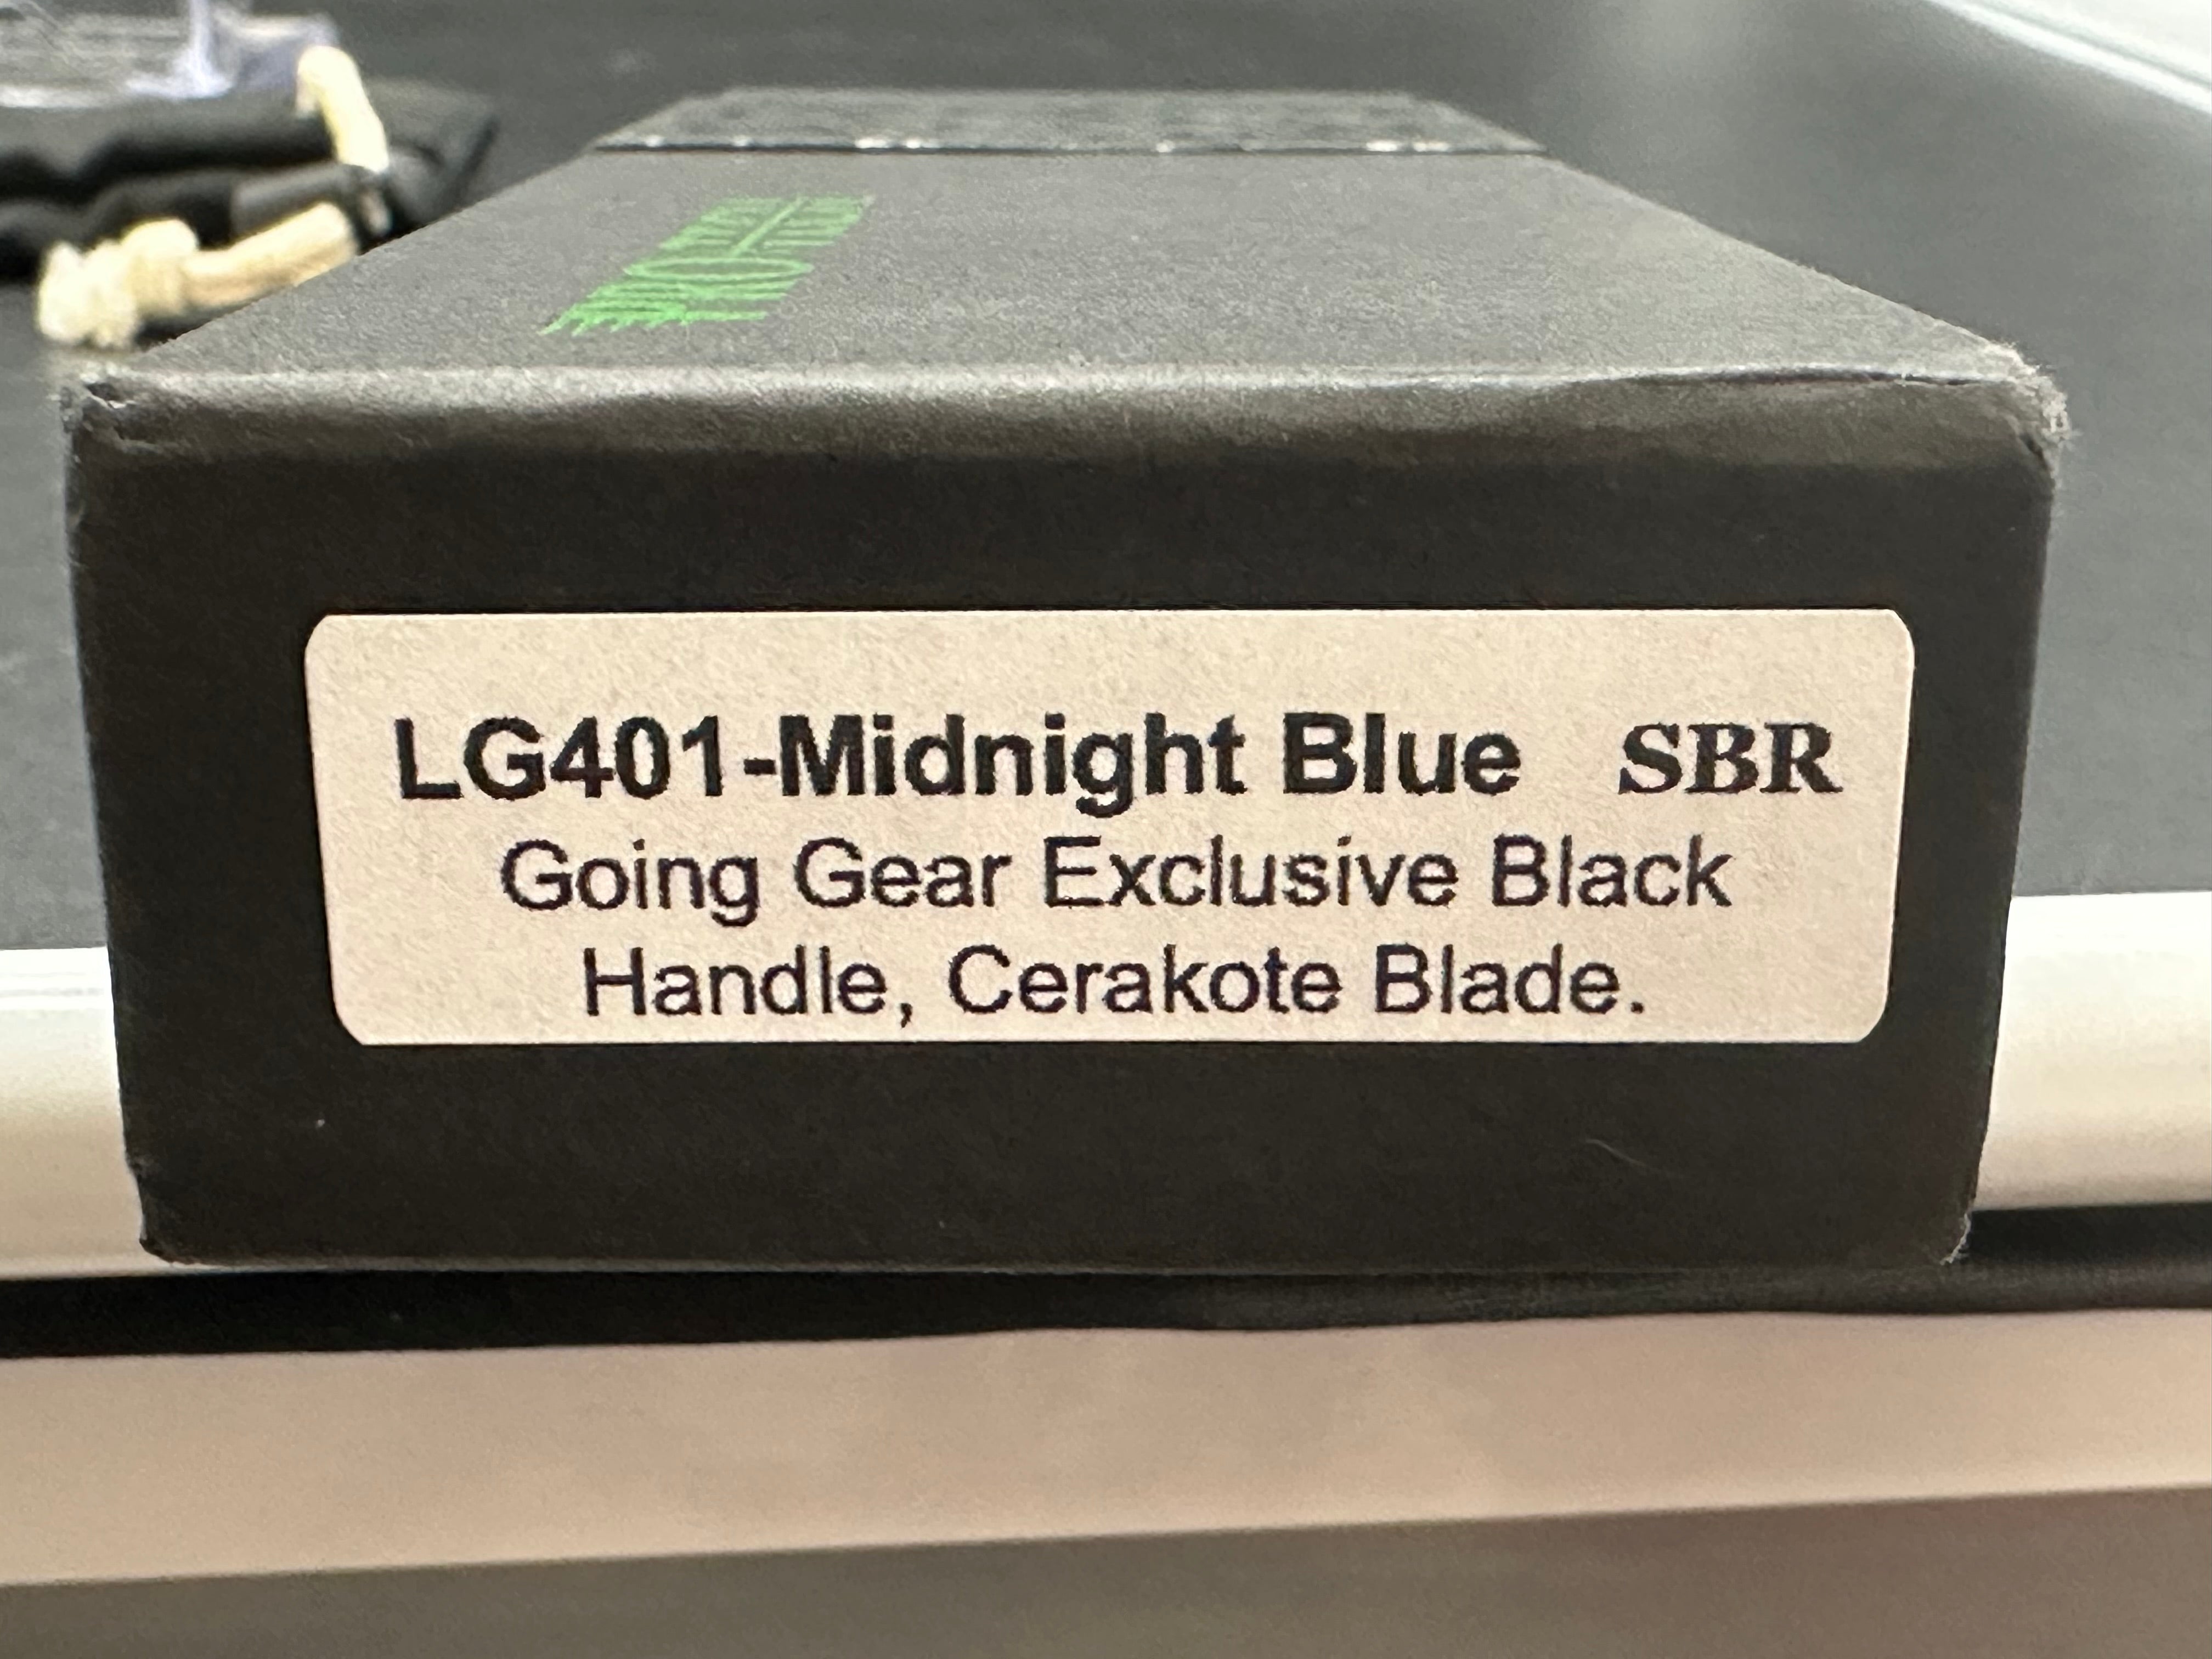 LG401-Midnight Blue SBR
Going Gear Exclusive Black
Handle, Cerakote Blade.